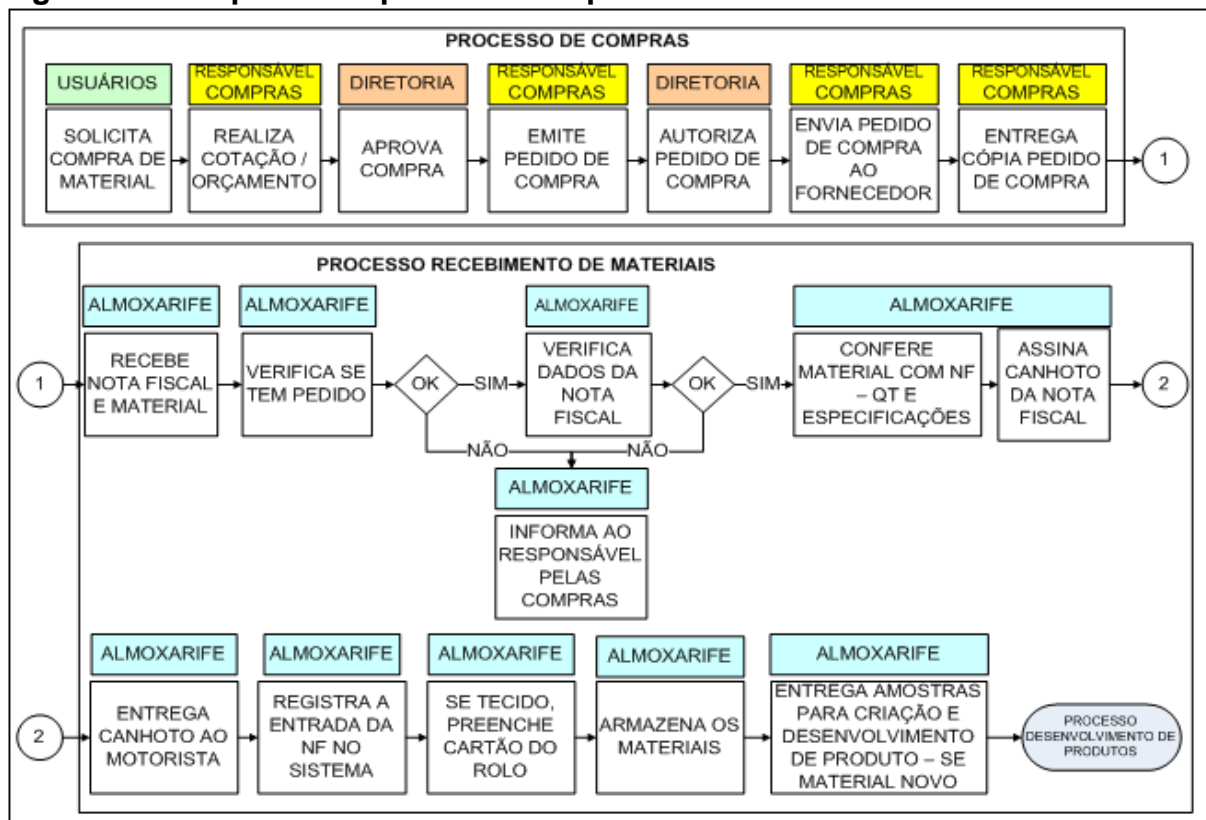 PROCESSO DE COMPRAS
USUÁRIOS
SOLICITA
COMPRA DE
MATERIAL
RESPONSÁVEL
COMPRAS
REALIZA
COTAÇÃO /
ORÇAMENTO
DIRETORIA
APROVA
COMPRA
RESPONSÁVEL
COMPRAS
EMITE
PEDIDO DE
COMPRA
DIRETORIA
AUTORIZA
PEDIDO DE
COMPRA
RESPONSÁVEL
COMPRAS
ENVIA PEDIDO
DE COMPRA
AO
FORNECEDOR
RESPONSÁVEL
COMPRAS
ENTREGA
CÓPIA PEDIDO
DE COMPRA
1
PROCESSO RECEBIMENTO DE MATERIAIS
1
ALMOXARIFE
RECEBE
NOTA FISCAL
E MATERIAL
ALMOXARIFE
VERIFICA SE
TEM PEDIDO
OK
SIM
ALMOXARIFE
VERIFICA
DADOS DA
NOTA
FISCAL
OK
SIM
ALMOXARIFE
CONFERE
MATERIAL COM NF
– QT E
ESPECIFICAÇÕES
ASSINA
CANHOTO
DA NOTA
FISCAL
2
NÃO
NÃO
ALMOXARIFE
INFORMA AO
RESPONSÁVEL
PELAS
COMPRAS
2
ALMOXARIFE
ENTREGA
CANHOTO AO
MOTORISTA
ALMOXARIFE
REGISTRA A
ENTRADA DA
NF NO
SISTEMA
ALMOXARIFE
SE TECIDO,
PREENCHE
CARTÃO DO
ROLO
ALMOXARIFE
ARMAZENA OS
MATERIAIS
ALMOXARIFE
ENTREGA AMOSTRAS
PARA CRIAÇÃO E
DESENVOLVIMENTO
DE PRODUTO – SE
MATERIAL NOVO
PROCESSO
DESENVOLVIMENTO DE
PRODUTOS